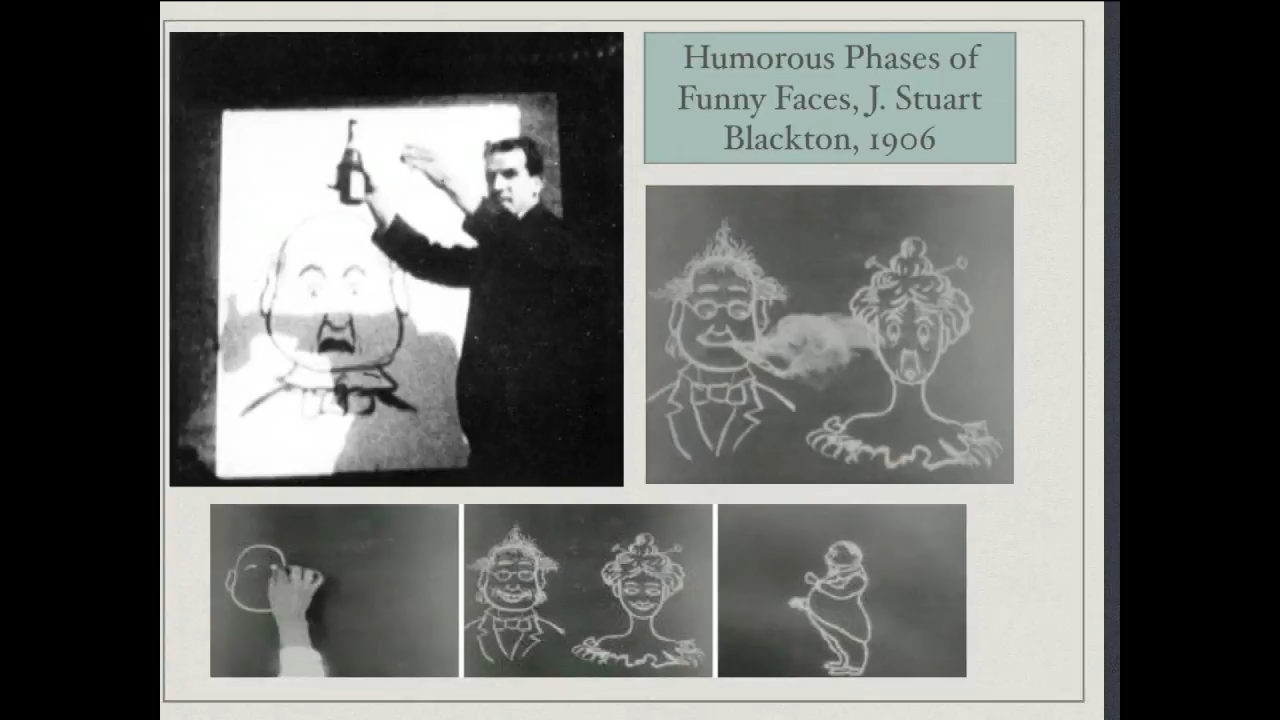 Humorous Phases of
Funny Faces, J. Stuart
Blackton, 1906